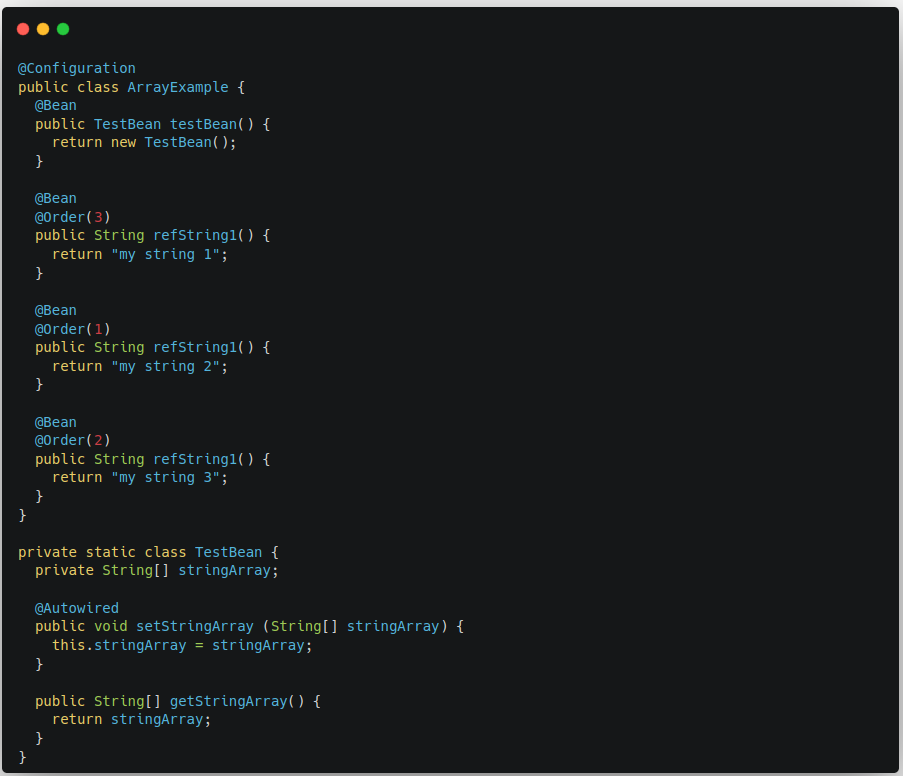 @Configuration
public class ArrayExample {
  @Bean
  public TestBean testBean() {
    return new TestBean();
  }

  @Bean
  @Order(3)
  public String refString1() {
    return "my string 1";
  }

  @Bean
  @Order(1)
  public String refString1() {
    return "my string 2";
  }

  @Bean
  @Order(2)
  public String refString1() {
    return "my string 3";
  }
}

private static class TestBean {
  private String[] stringArray;

  @Autowired
  public void setStringArray (String[] stringArray) {
    this.stringArray = stringArray;
  }

  public String[] getStringArray() {
    return stringArray;
  }
}